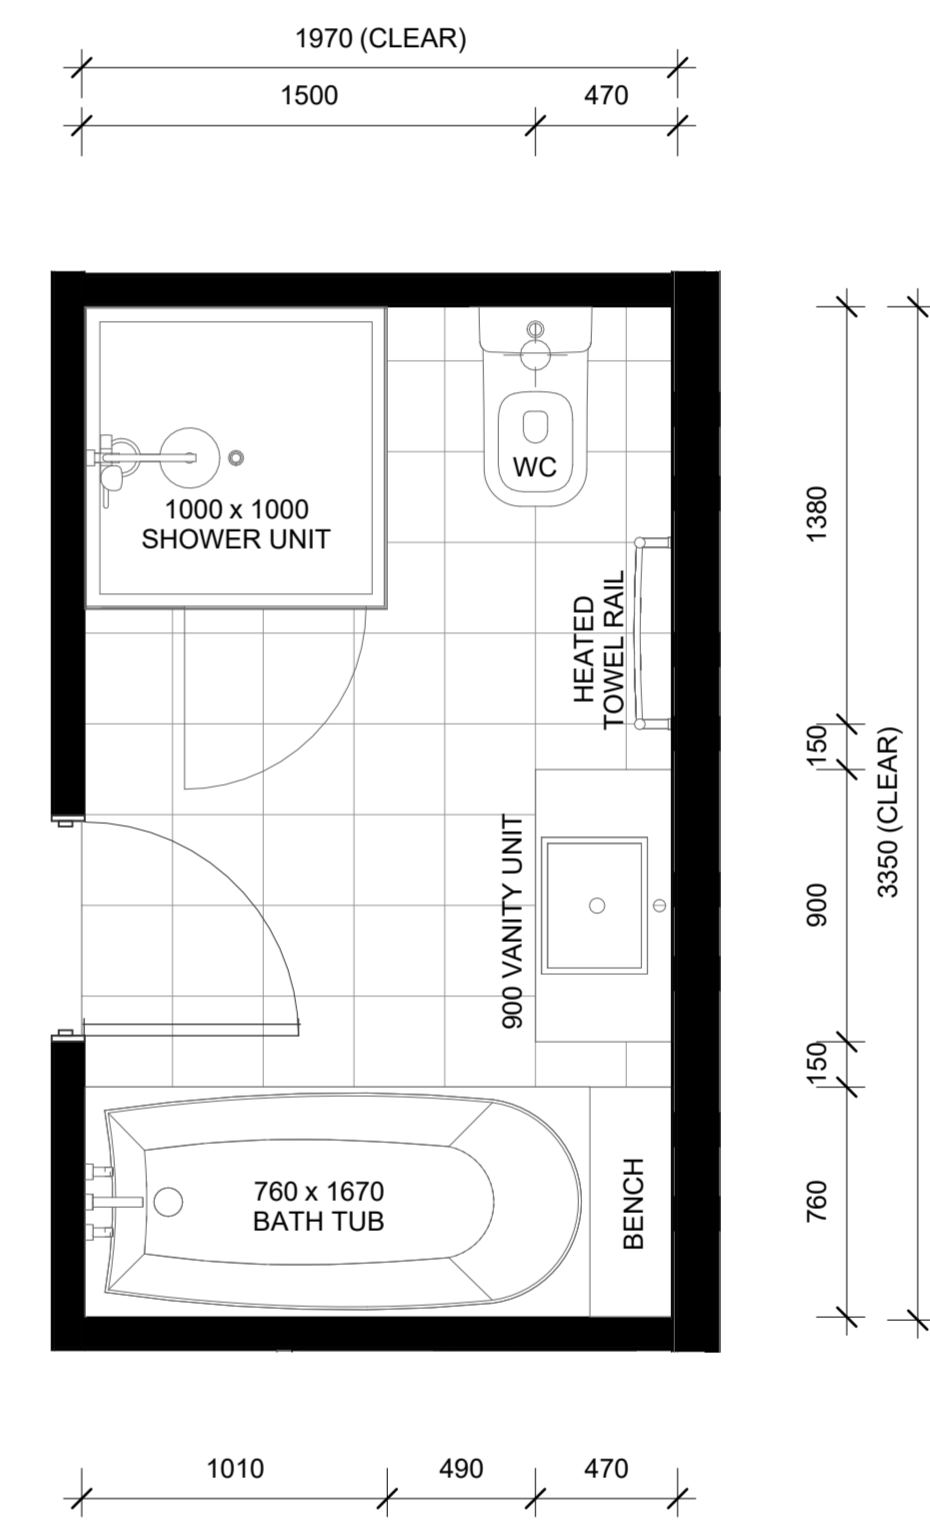 1970 (CLEAR)
1500
470
1000 x 1000
SHOWER UNIT
WC
HEATED
TOWEL RAIL
1380
150
3350 (CLEAR)
900 VANITY UNIT
900
150
760 x 1670
BATH TUB
BENCH
760
1010
490
470